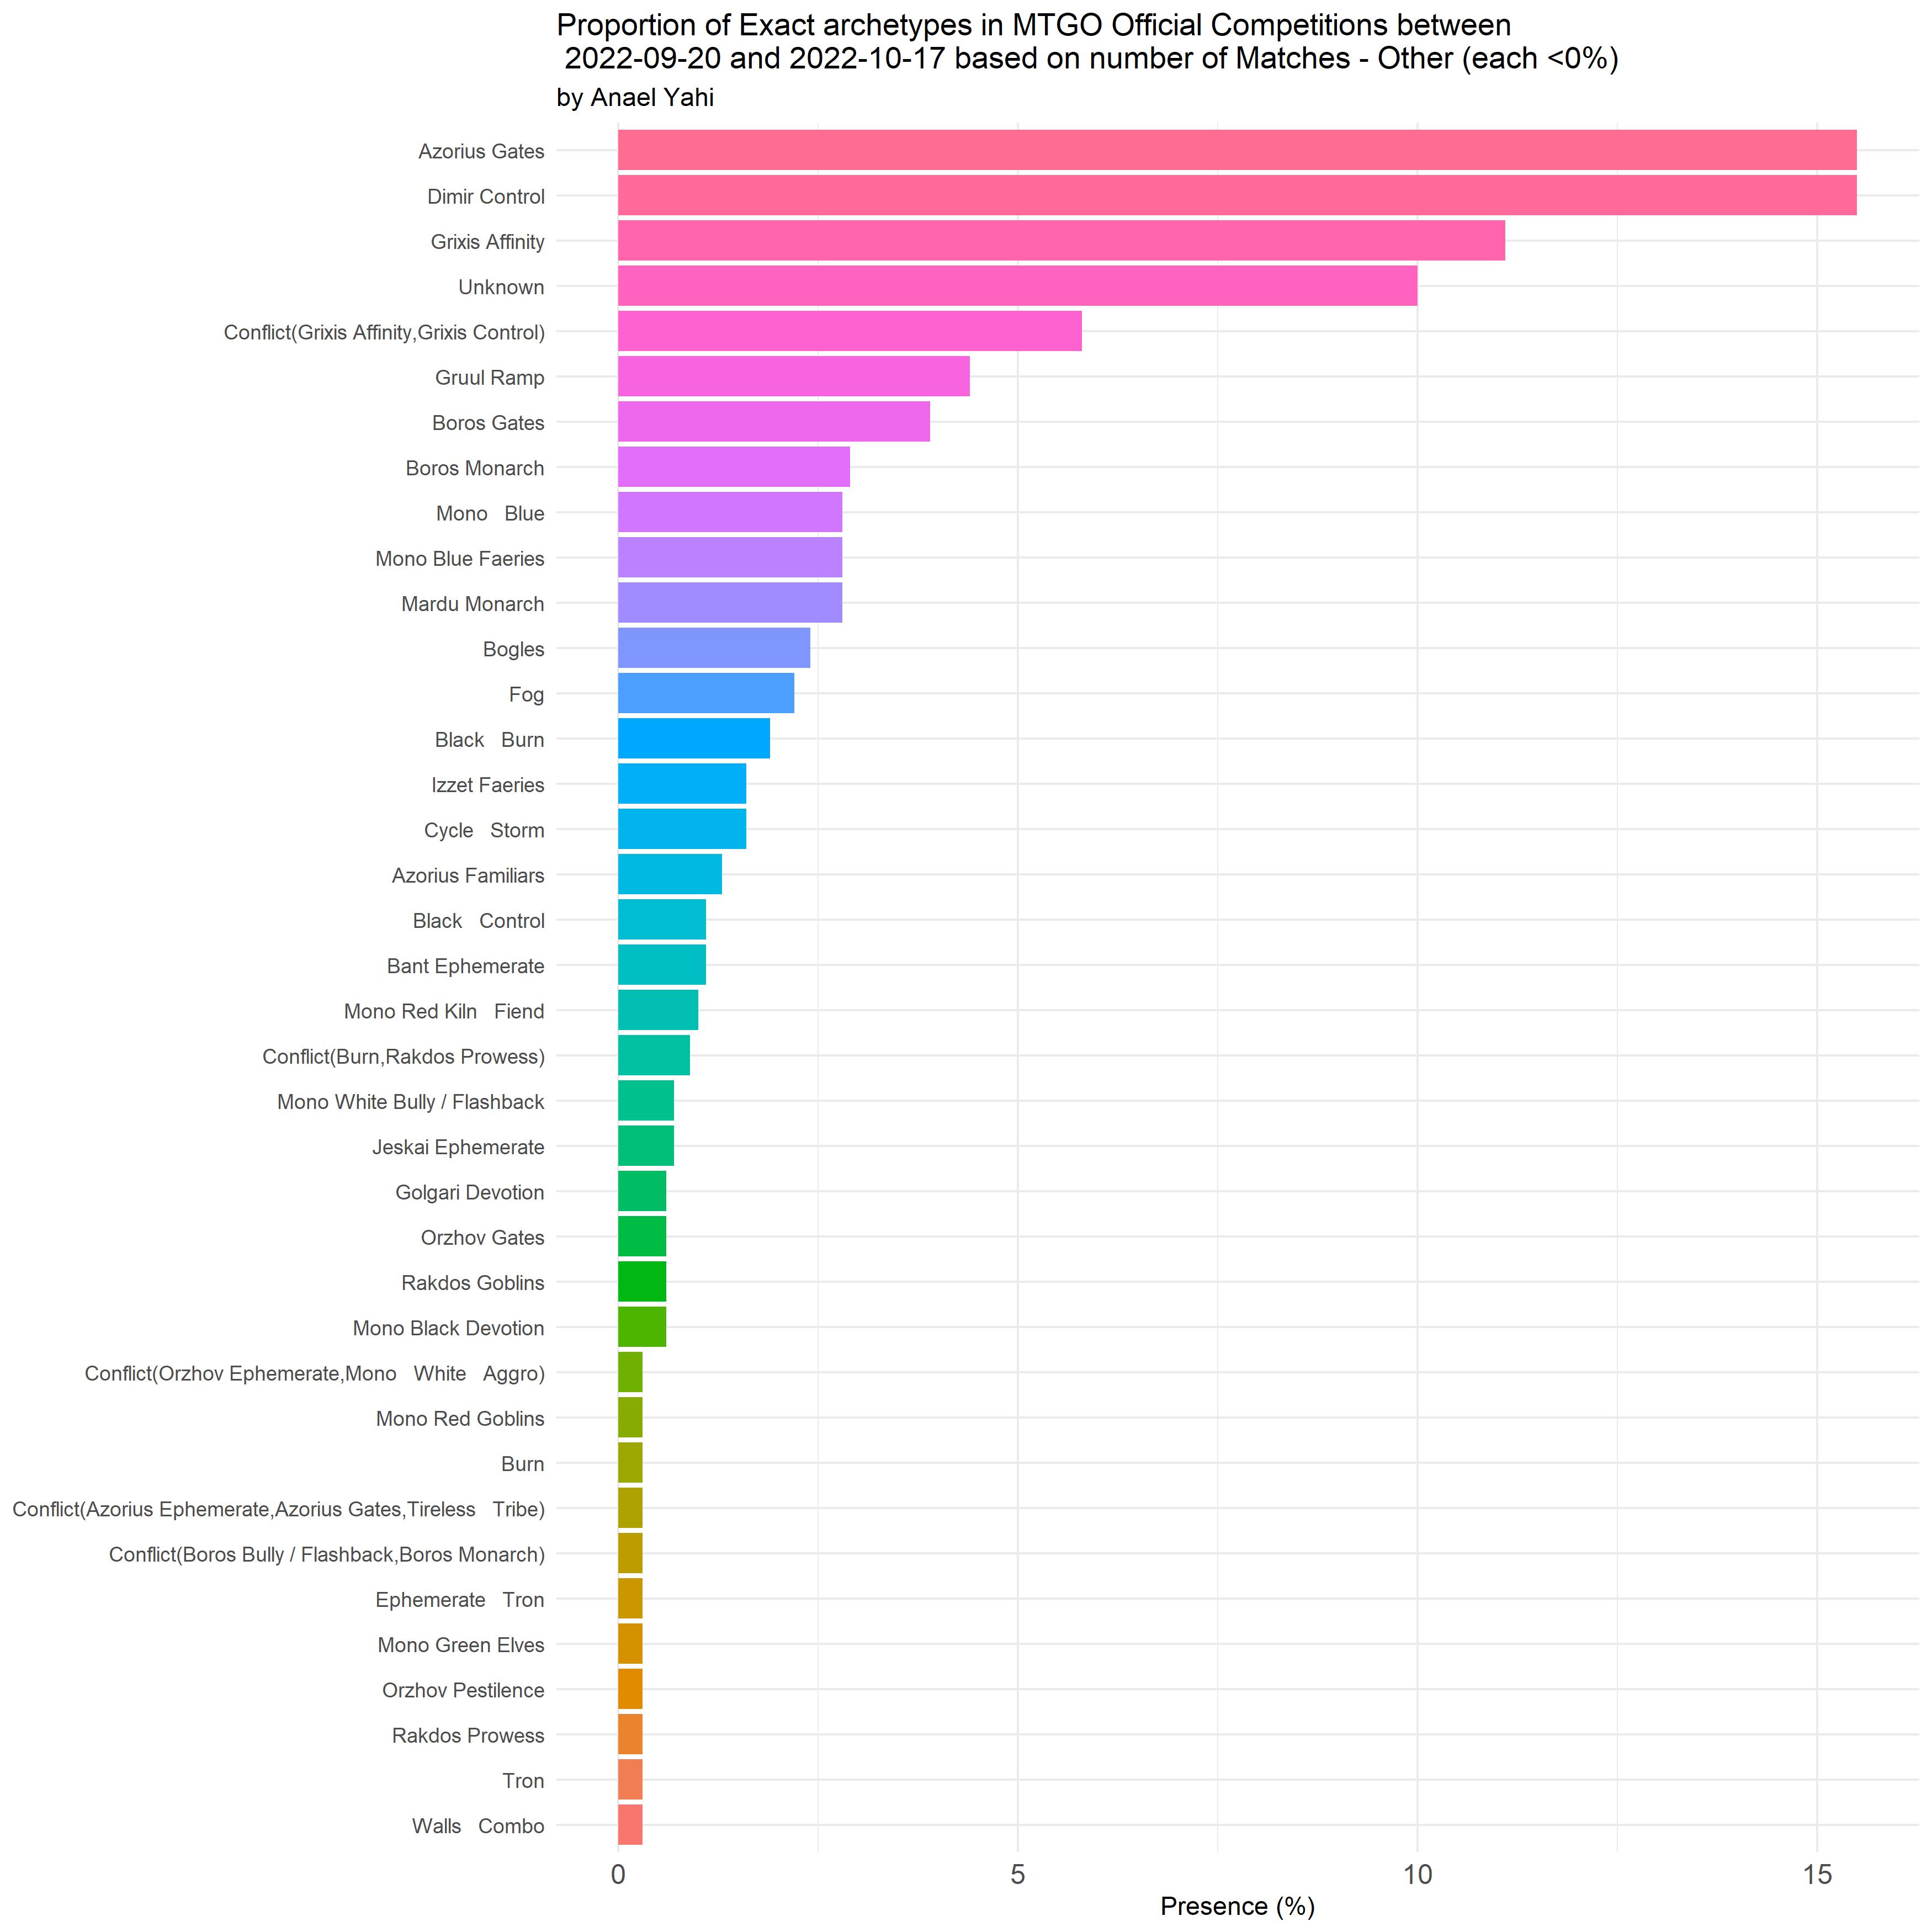 Proportion of Exact archetypes in MTGO Official Competitions between
2022-09-20 and 2022-10-17 based on number of Matches - Other (each <0%)
by Anael Yahi
Azorius Gates
Dimir Control
Grixis Affinity
Unknown
Conflict(Grixis Affinity,Grixis Control)
Gruul Ramp
Boros Gates
Boros Monarch
Mono   Blue
Mono Blue Faeries
Mardu Monarch
Bogles
Fog
Black   Burn
Izzet Faeries
Cycle   Storm
Azorius Familiars
Black   Control
Bant Ephemerate
Mono Red Kiln   Fiend
Conflict(Burn,Rakdos Prowess)
Mono White Bully / Flashback
Jeskai Ephemerate
Golgari Devotion
Orzhov Gates
Rakdos Goblins
Mono Black Devotion
Conflict(Orzhov Ephemerate,Mono   White   Aggro)
Mono Red Goblins
Burn
Conflict(Azorius Ephemerate,Azorius Gates,Tireless   Tribe)
Conflict(Boros Bully / Flashback,Boros Monarch)
Ephemerate   Tron
Mono Green Elves
Orzhov Pestilence
Rakdos Prowess
Tron
Walls   Combo
0 5 10 15
Presence (%)